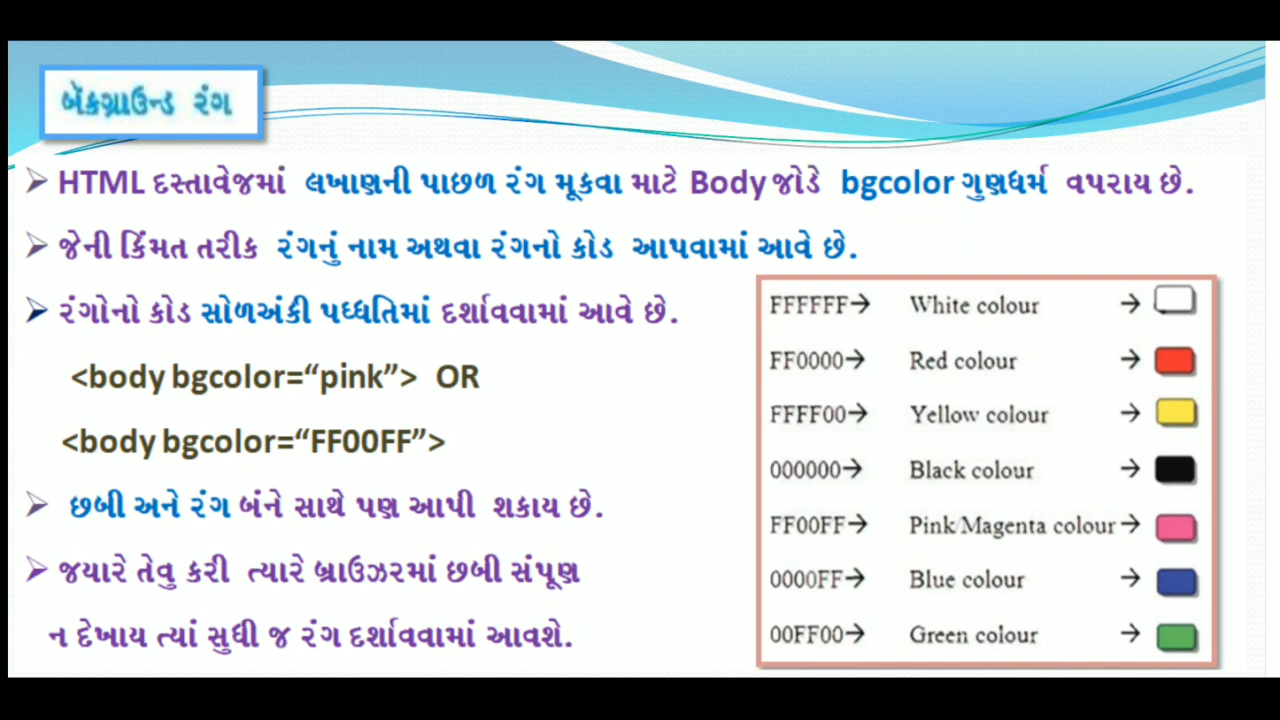 બેકગ્રાઉન્ડ રંગ
HTML દસ્તાવેજમાં લખાણની પાછળ રંગ મૂકવા માટે Body જોડે bgcolor ગુણધર્મ વપરાય છે.
જેની કિંમત તરીક રંગનું નામ અથવા રંગનો કોડ આપવામાં આવે છે.
રંગોનો કોડ સોળઅંકી પધ્ધતિમાં દર્શાવવામાં આવે છે.
<body bgcolor=“pink”> OR
<body bgcolor=“FF00FF”>
છબી અને રંગ બંને સાથે પણ આપી શકાય છે.
જયારે તેવુ કરી ત્યારે બ્રાઉઝરમાં છબી સંપૂણ
ન દેખાય ત્યાં સુધી જ રંગ દર્શાવવામાં આવશે.
FFFFFF→ White colour →
FF0000→ Red colour →
FFFF00→ Yellow colour →
000000→ Black colour →
FF00FF→ Pink/Magenta colour →
0000FF→ Blue colour →
00FF00→ Green colour →